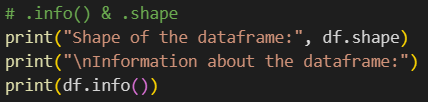 # .info() & .shape
print("Shape of the dataframe:", df.shape)
print("\nInformation about the dataframe:")
print(df.info())